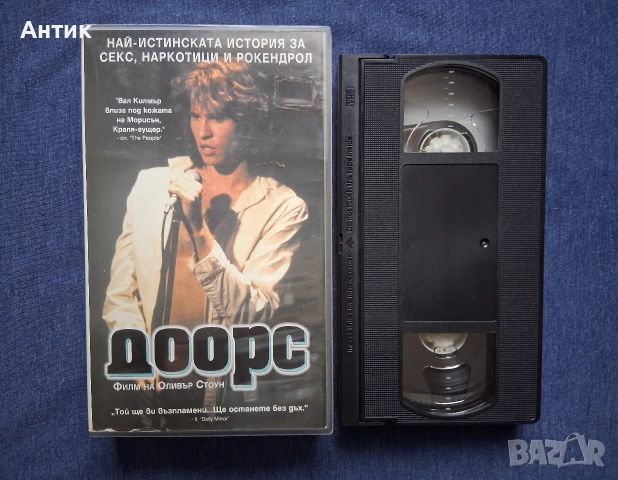 Антик
НАЙ-ИСТИНСКАТА ИСТОРИЯ ЗА
СЕКС, НАРКОТИЦИ И РОКЕНДРОЛ
"Вал Килмър
влиза под кожата
на Морисън,
Краля-гущер."
- сп. "The People"
ДООРС
ФИЛМ НА ОЛИВЪР СТОУН
„Той ще ви възпламени...Ще останете без дъх."
- в. "Daily Mirror"
VHS
BAZAR